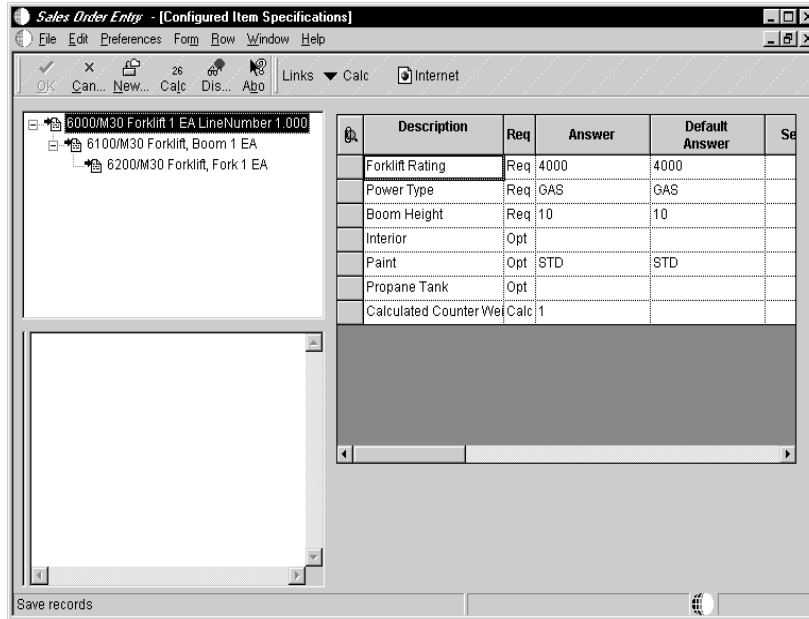 Sales Order Entry - [Configured Item Specifications]
File Edit Preferences Form Row Window Help
OK Can... New... Calc Dis... Abo Links Calc Internet
26
6000/M30 Forklift 1 EA LineNumber 1.000
6100/M30 Forklift, Boom 1 EA
6200/M30 Forklift, Fork 1 EA
Description Req Answer Default Answer Se
Forklift Rating Req 4000 4000
Power Type Req GAS GAS
Boom Height Req 10 10
Interior Opt
Paint Opt STD STD
Propane Tank Opt
Calculated Counter Wei Calc 1
Save records